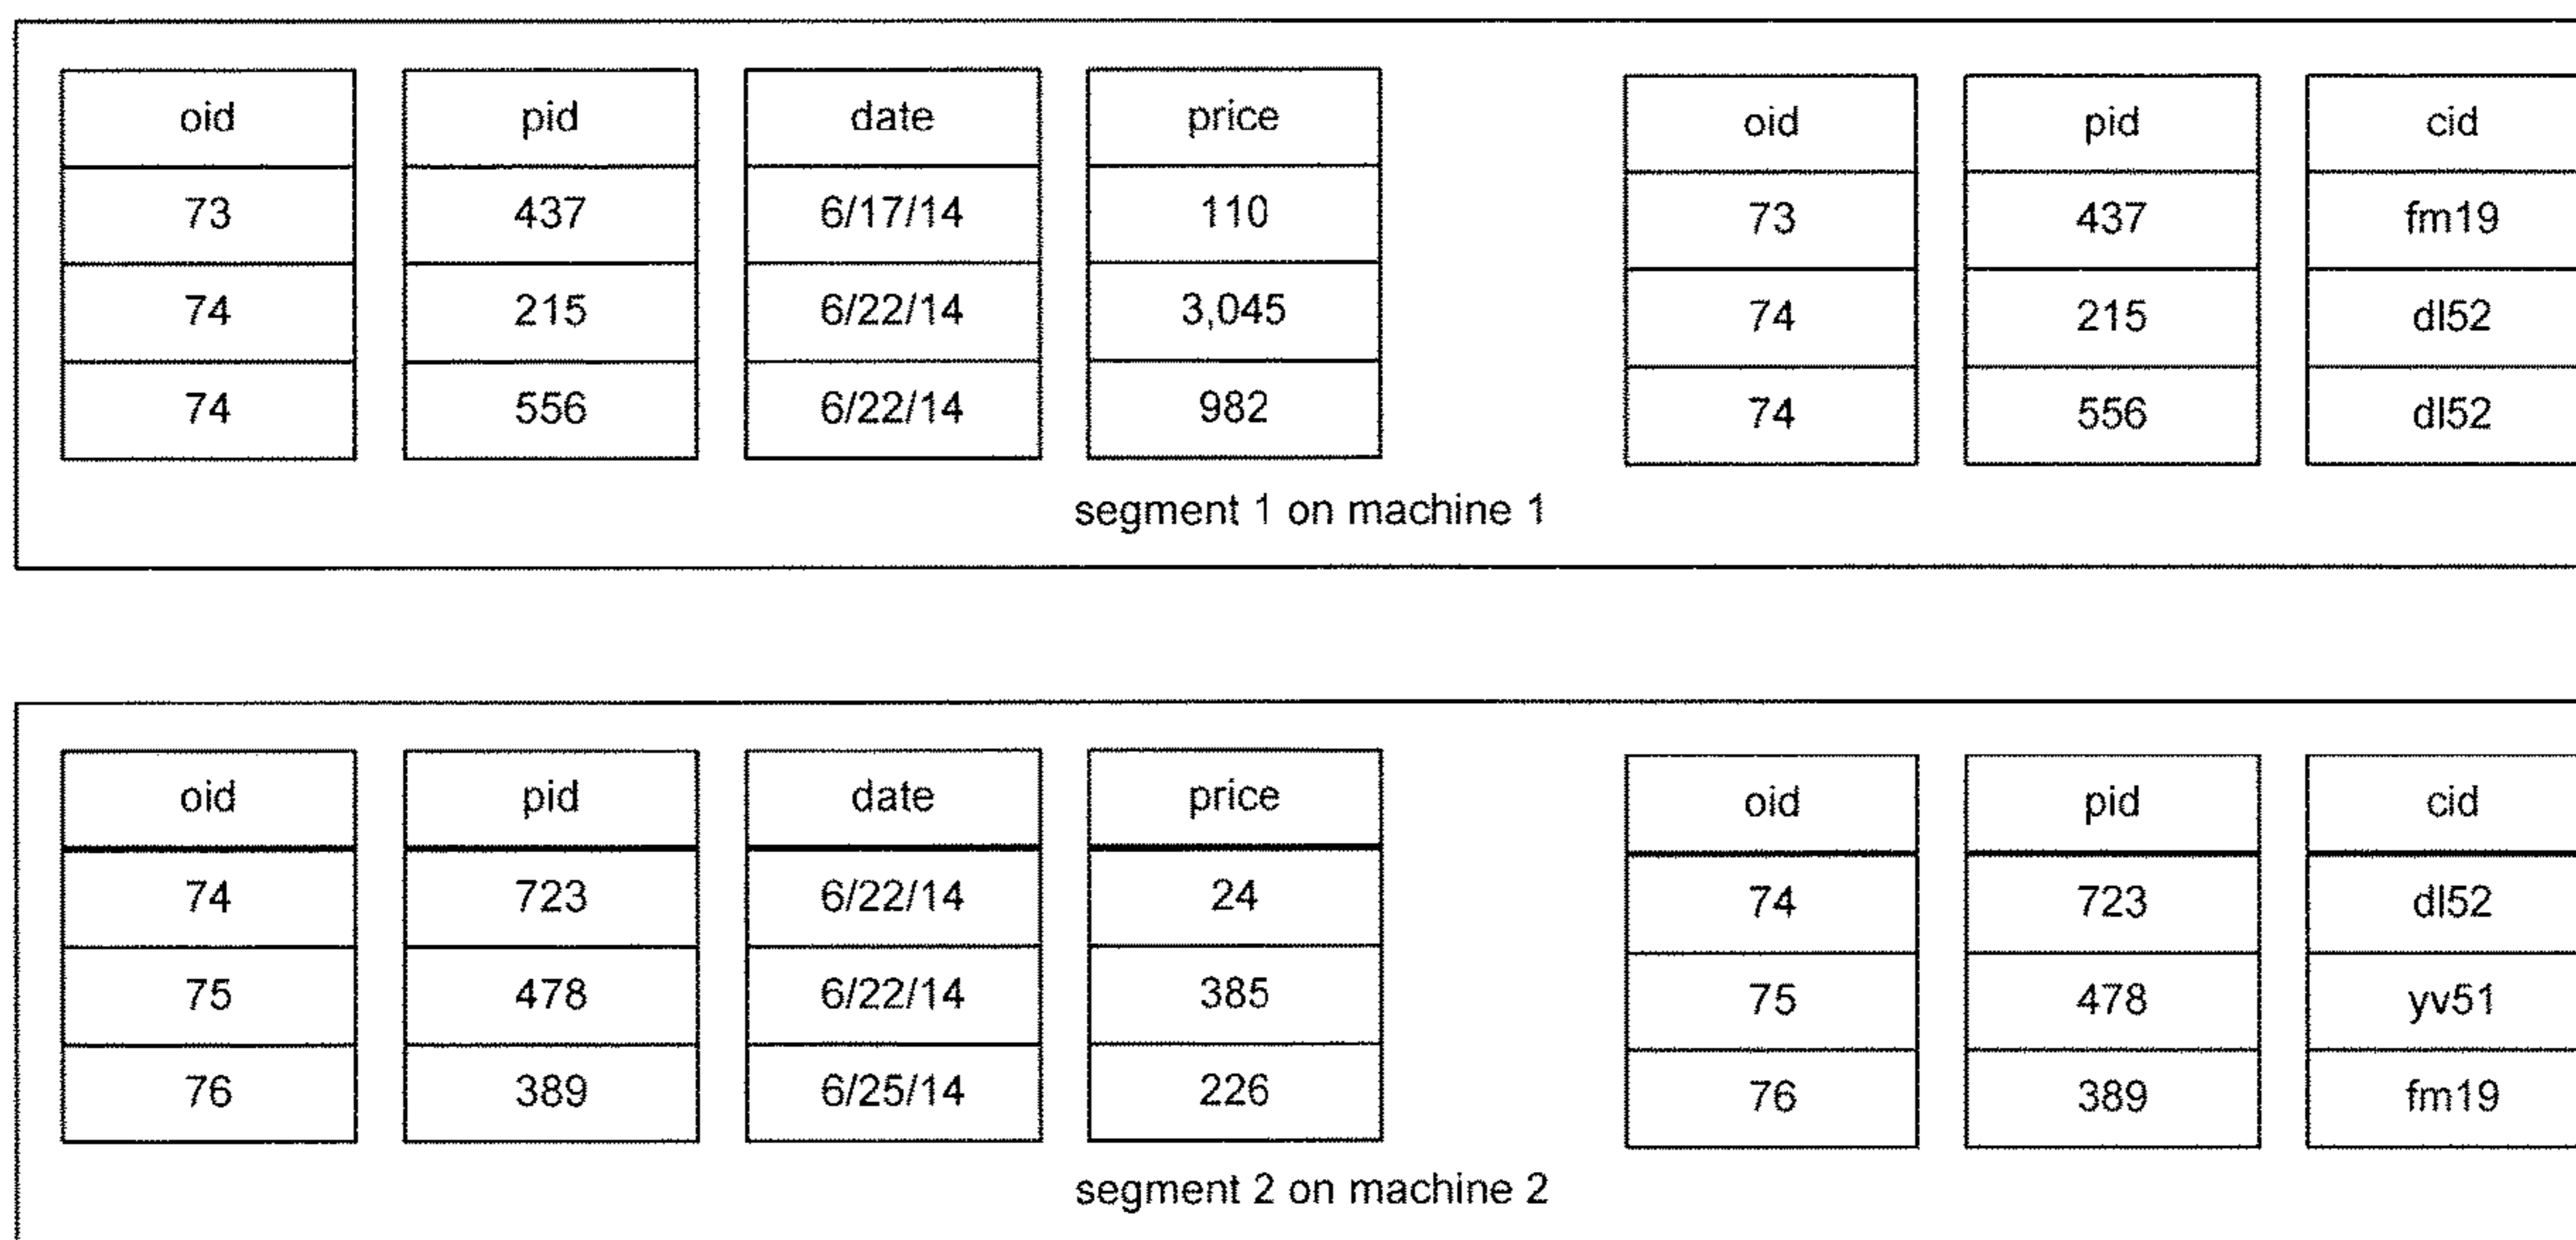 oid pid date price oid pid cid
73 437 6/17/14 110 73 437 fm19
74 215 6/22/14 3,045 74 215 dl52
74 556 6/22/14 982 74 556 dl52
segment 1 on machine 1
oid pid date price oid pid cid
74 723 6/22/14 24 74 723 dl52
75 478 6/22/14 385 75 478 yv51
76 389 6/25/14 226 76 389 fm19
segment 2 on machine 2